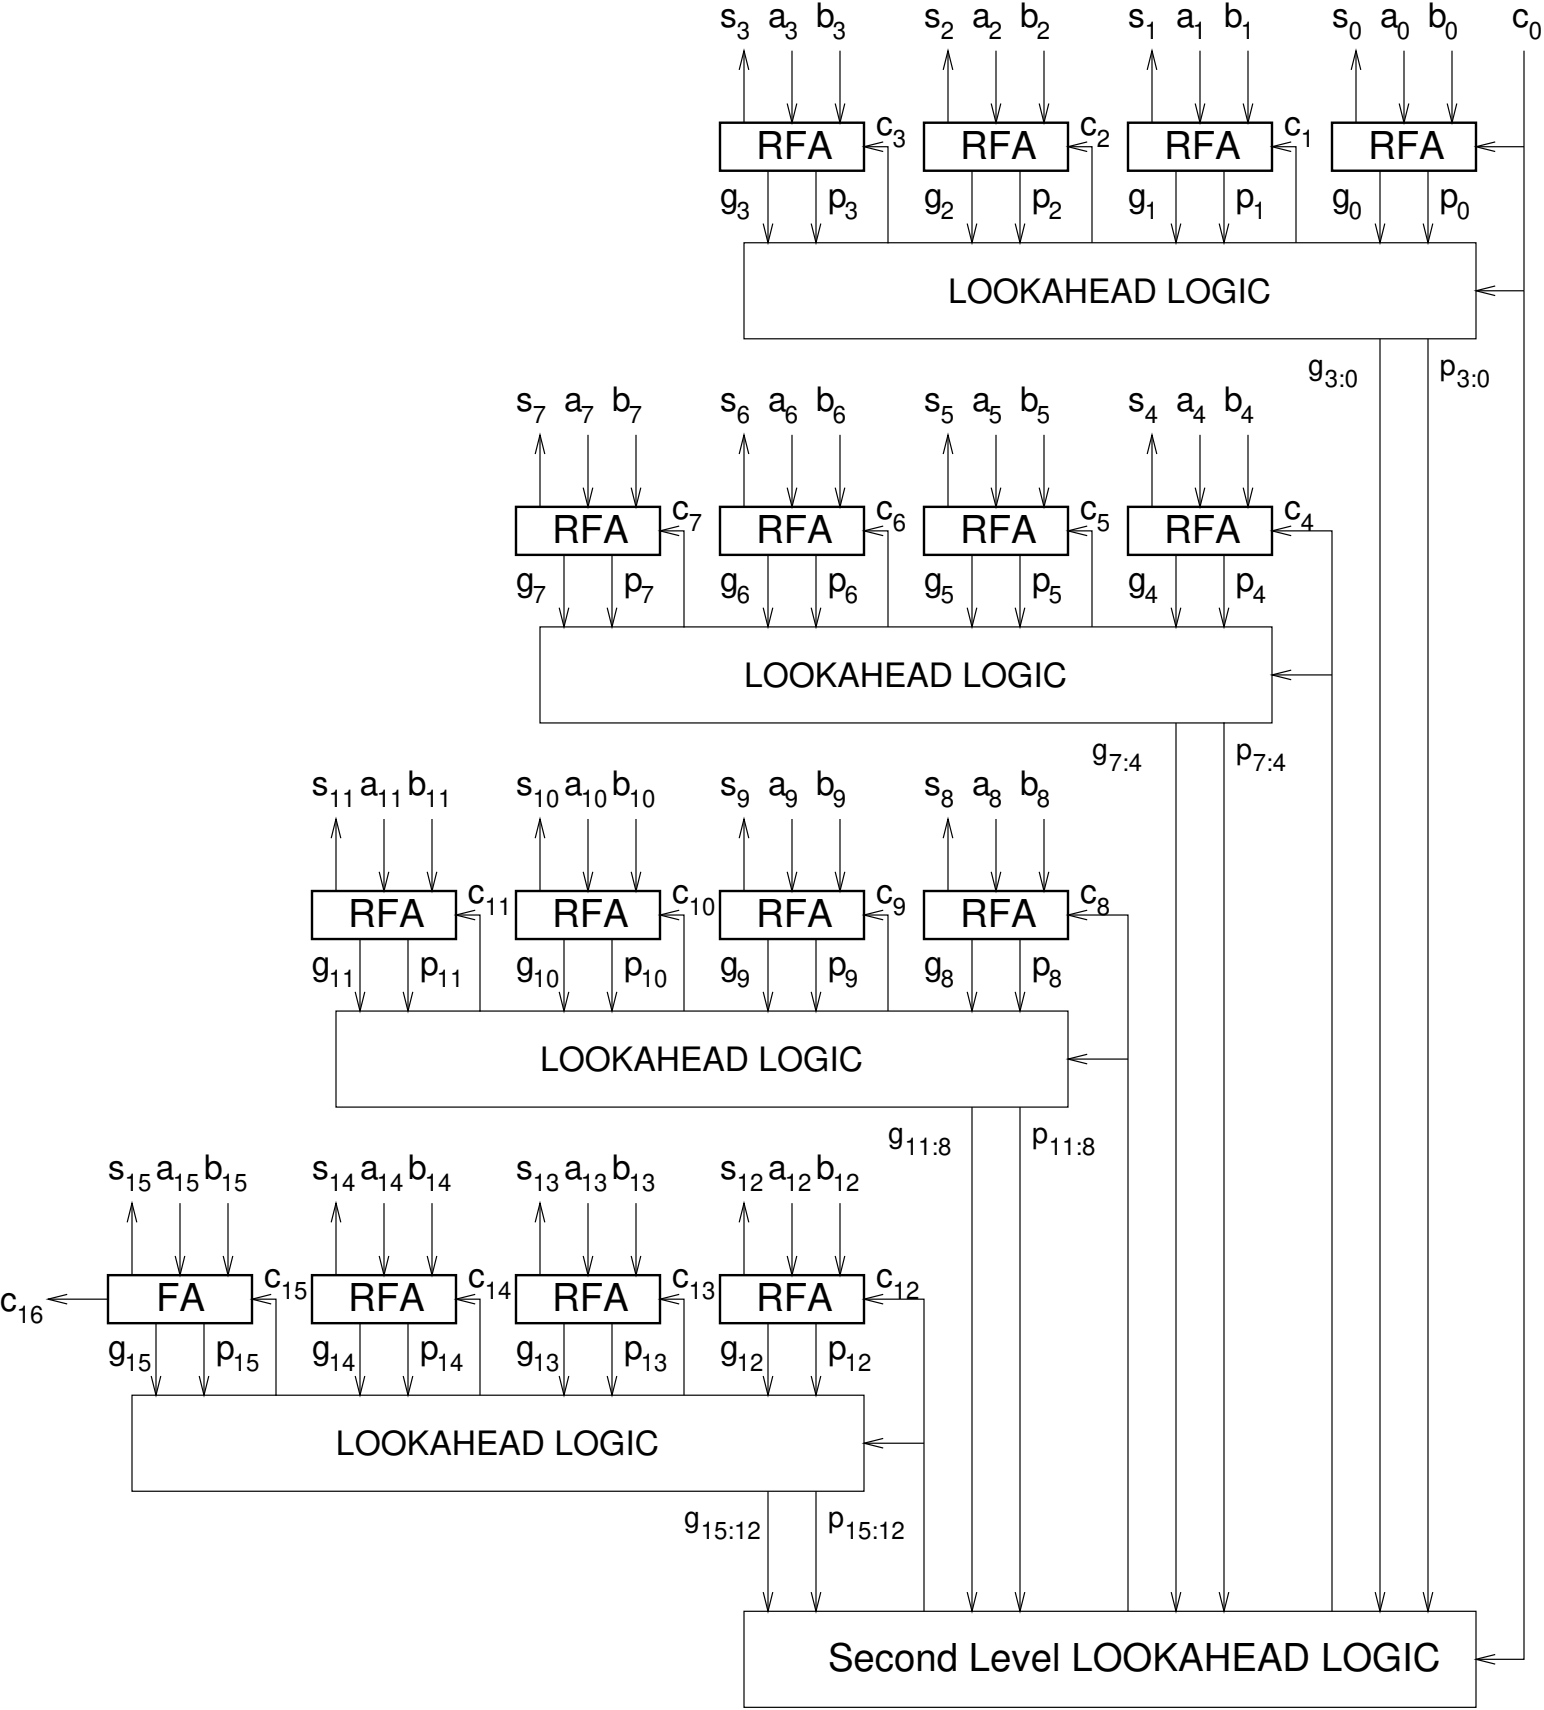 s3 a3 b3 s2 a2 b2 s1 a1 b1 s0 a0 b0 c0
RFA c3 RFA c2 RFA c1 RFA
g3 p3 g2 p2 g1 p1 g0 p0
LOOKAHEAD LOGIC
g3:0 p3:0
s7 a7 b7 s6 a6 b6 s5 a5 b5 s4 a4 b4
RFA c7 RFA c6 RFA c5 RFA c4
g7 p7 g6 p6 g5 p5 g4 p4
LOOKAHEAD LOGIC
g7:4 p7:4
s11 a11 b11 s10 a10 b10 s9 a9 b9 s8 a8 b8
RFA c11 RFA c10 RFA c9 RFA c8
g11 p11 g10 p10 g9 p9 g8 p8
LOOKAHEAD LOGIC
g11:8 p11:8
s15 a15 b15 s14 a14 b14 s13 a13 b13 s12 a12 b12
c16 FA c15 RFA c14 RFA c13 RFA c12
g15 p15 g14 p14 g13 p13 g12 p12
LOOKAHEAD LOGIC
g15:12 p15:12
Second Level LOOKAHEAD LOGIC